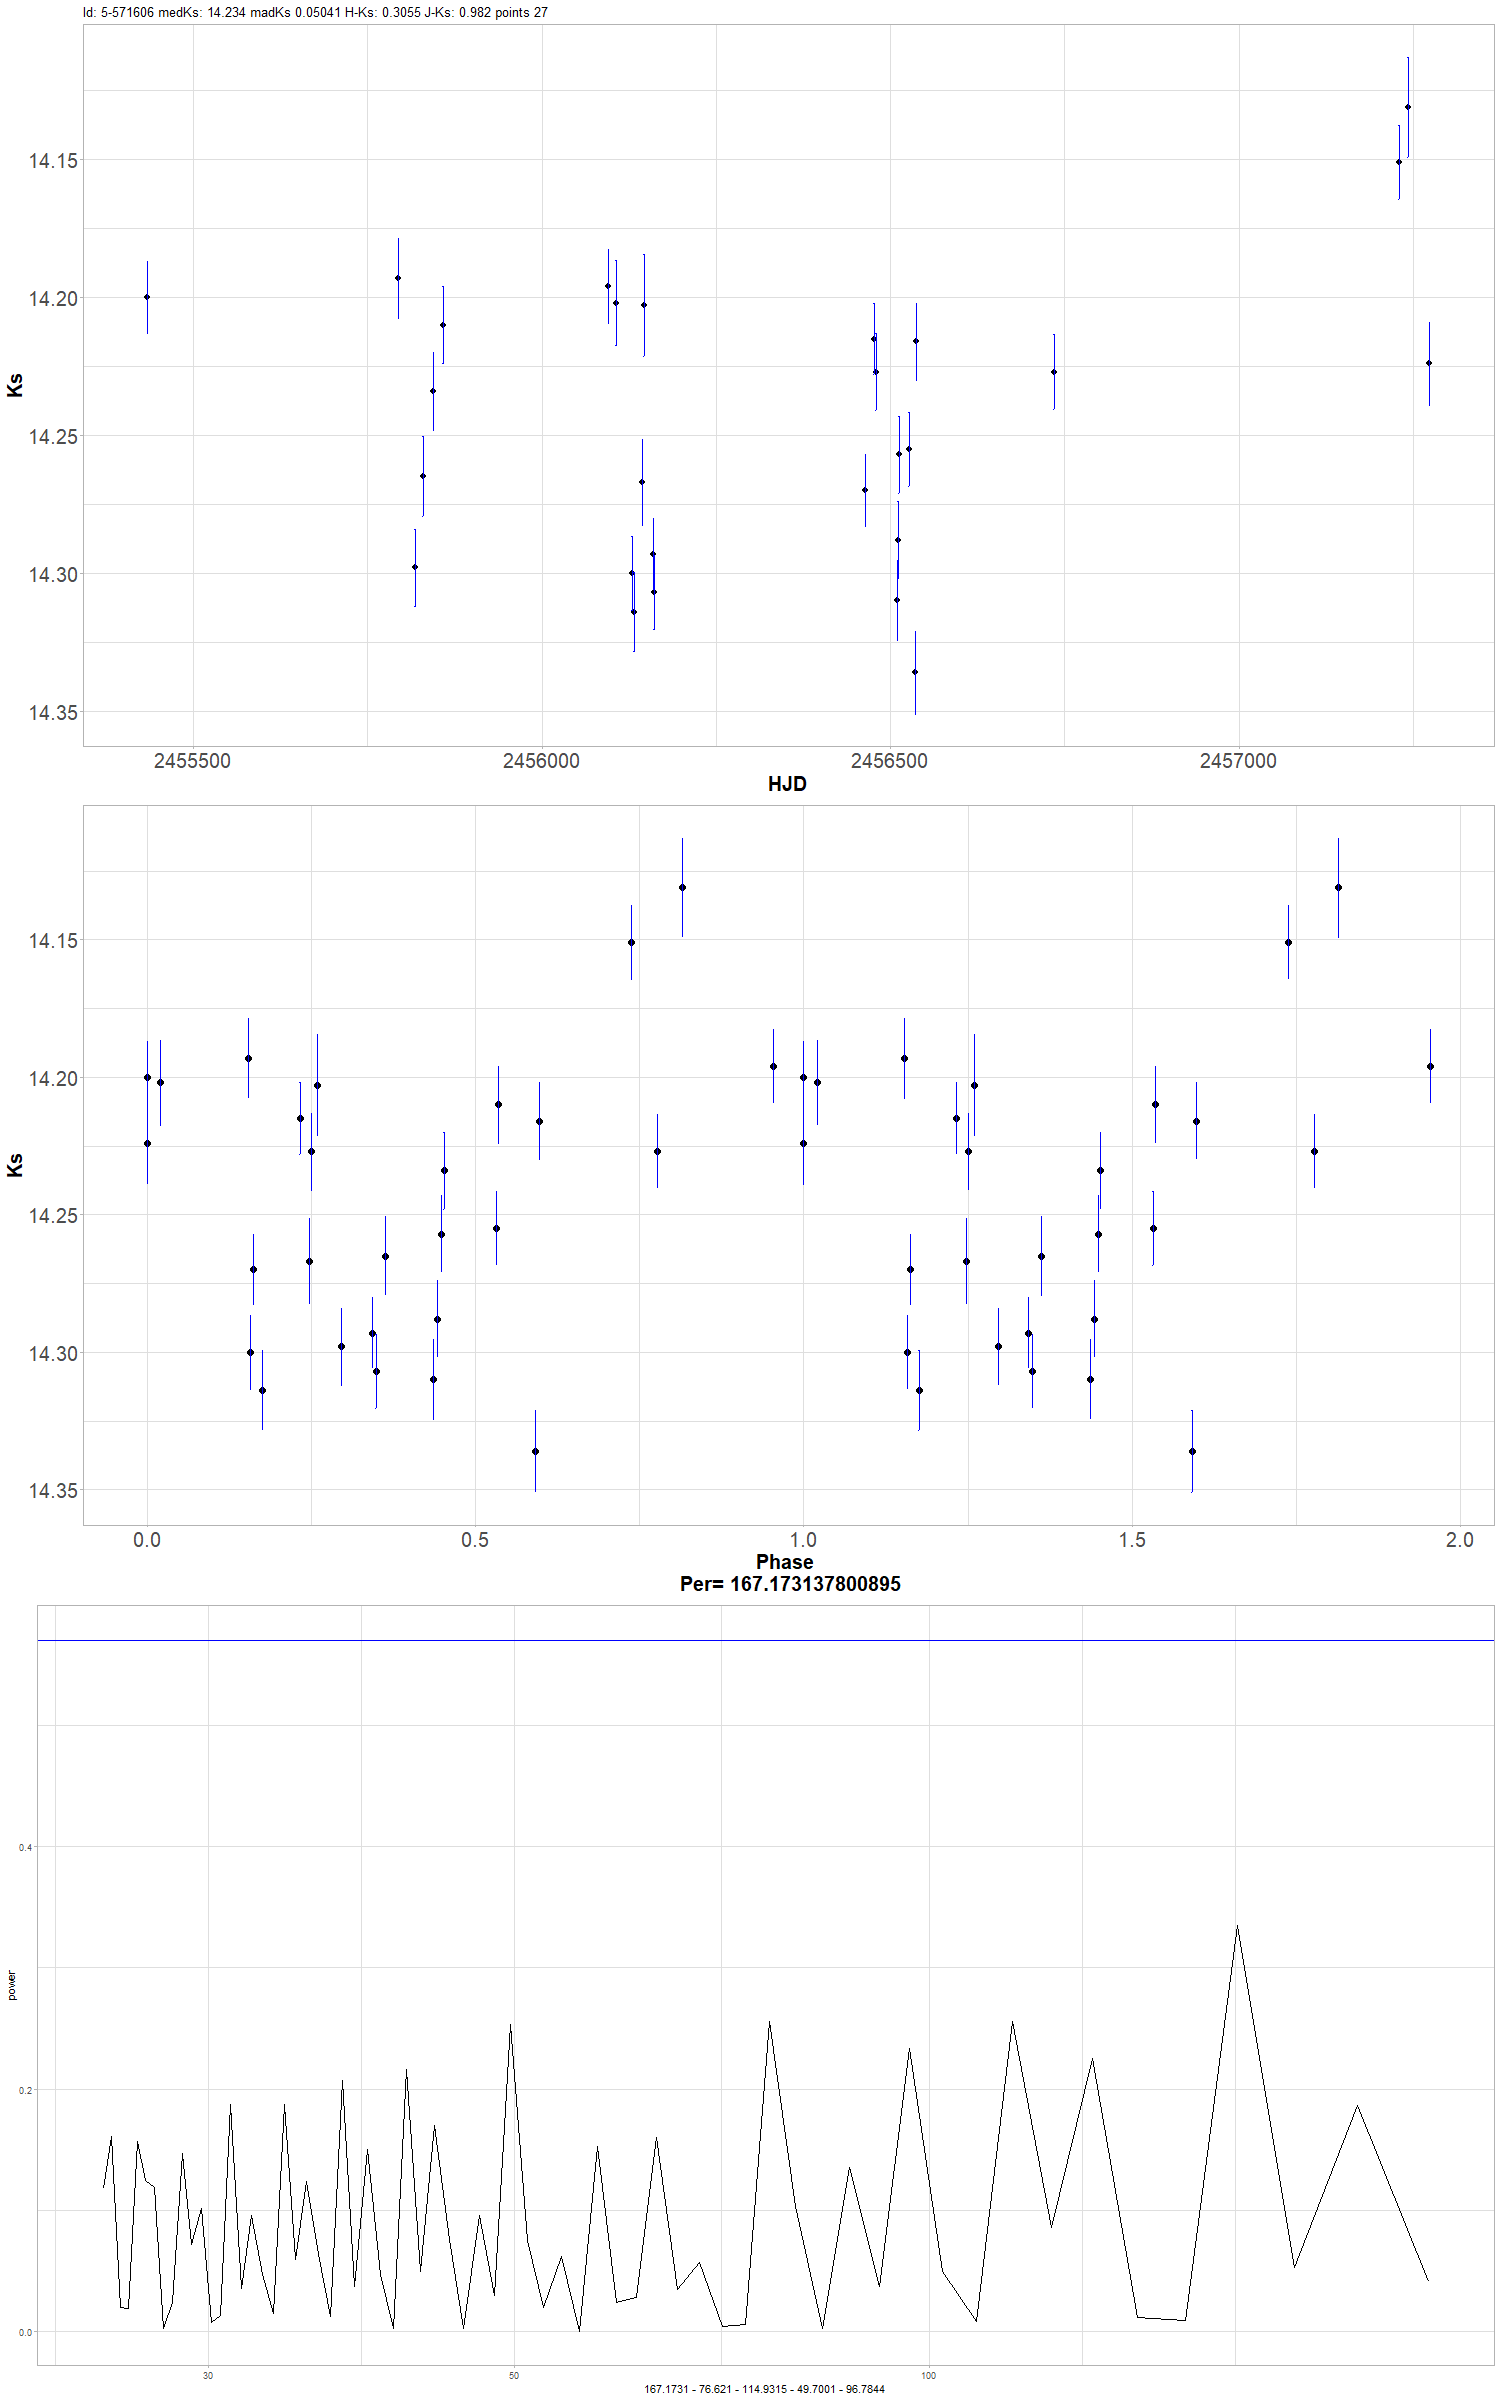 Id: 5-571606 medKs: 14.234 madKs 0.05041 H-Ks: 0.3055 J-Ks: 0.982 points 27
14.15
14.20
14.25
14.30
14.35
Ks
2455500 2456000 2456500 2457000
HJD
14.15
14.20
14.25
14.30
14.35
Ks
0.0 0.5 1.0 1.5 2.0
Phase
Per= 167.173137800895
0.4
0.2
0.0
power
30 50 100
167.1731 - 76.621 - 114.9315 - 49.7001 - 96.7844